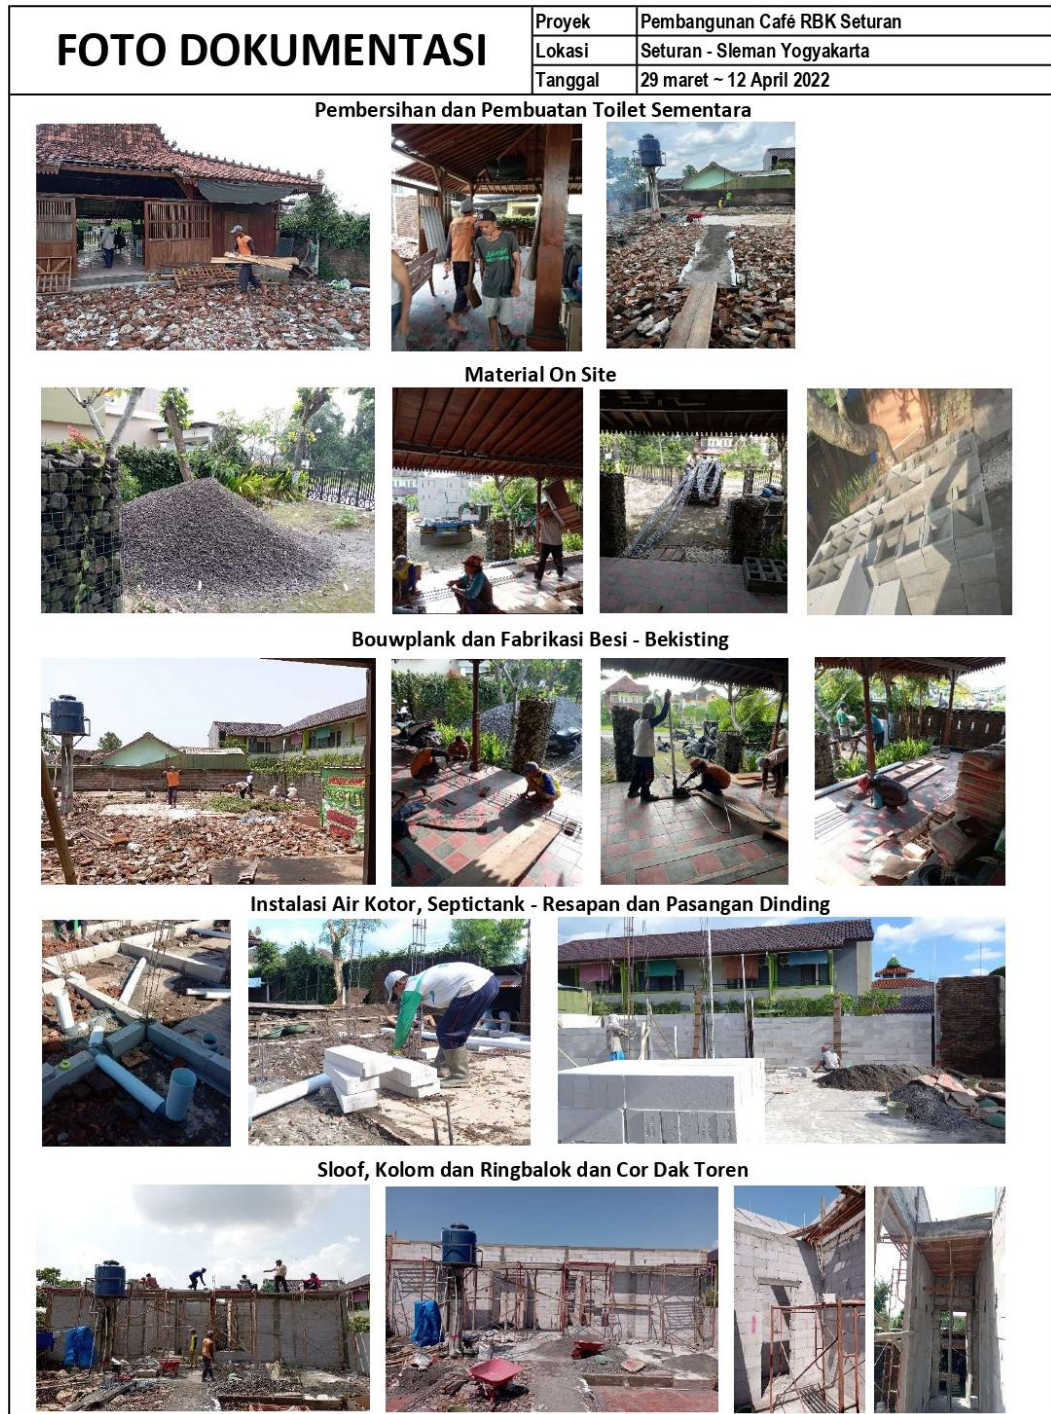 FOTO DOKUMENTASI
Proyek Pembangunan Café RBK Seturan
Lokasi Seturan - Sleman Yogyakarta
Tanggal 29 maret ~ 12 April 2022
Pembersihan dan Pembuatan Toilet Sementara
Material On Site
Bouwplank dan Fabrikasi Besi - Bekisting
Instalasi Air Kotor, Septictank - Resapan dan Pasangan Dinding
Sloof, Kolom dan Ringbalok dan Cor Dak Toren